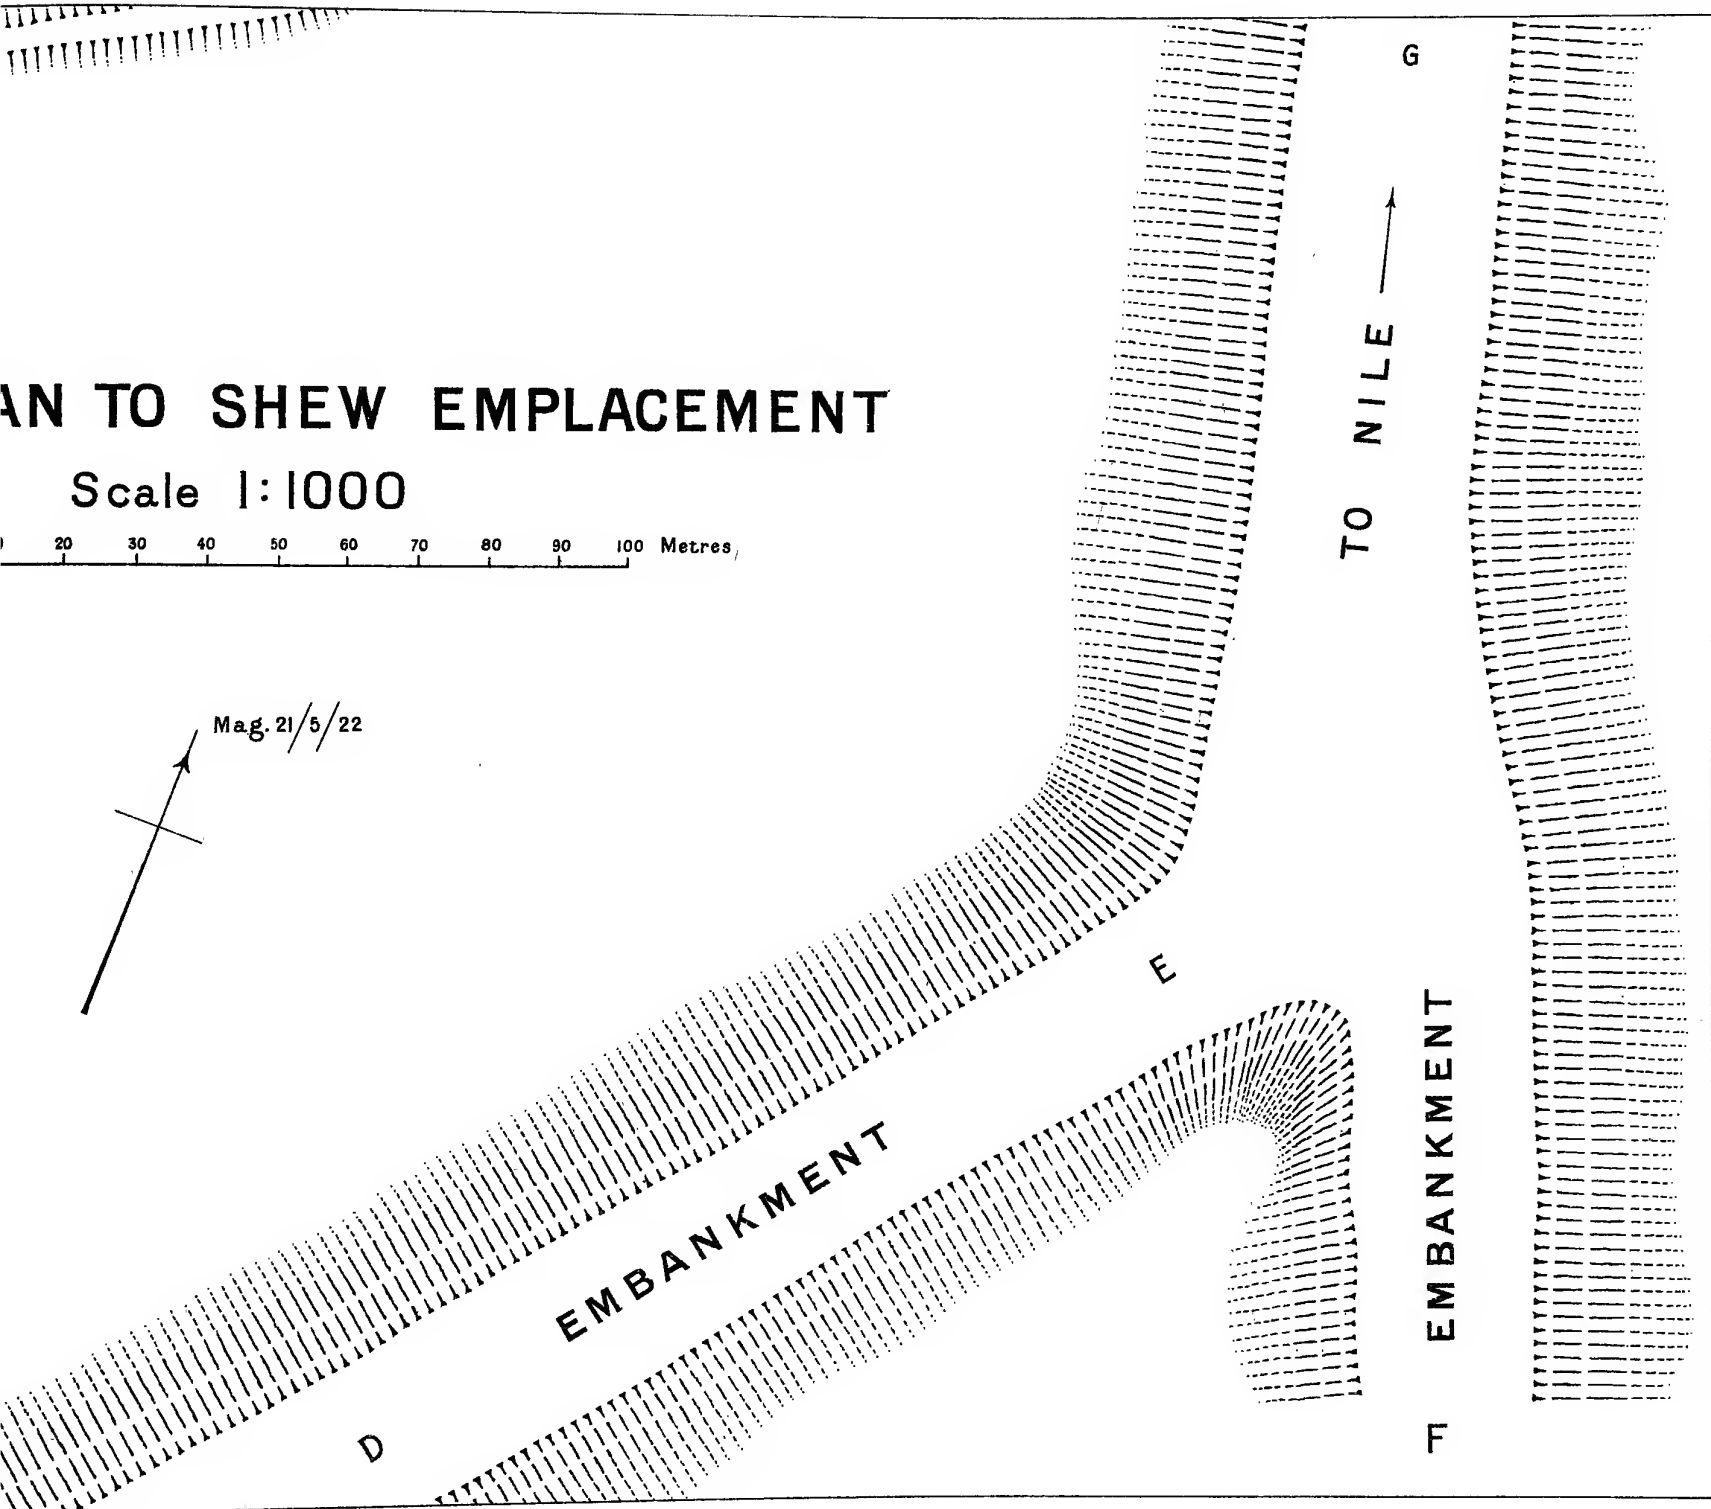 G
TO NILE
AN TO SHEW EMPLACEMENT
Scale 1:1000
20 30 40 50 60 70 80 90 100 Metres
Mag. 21/5/22
E
EMBANKMENT
EMBANKMENT
D
F